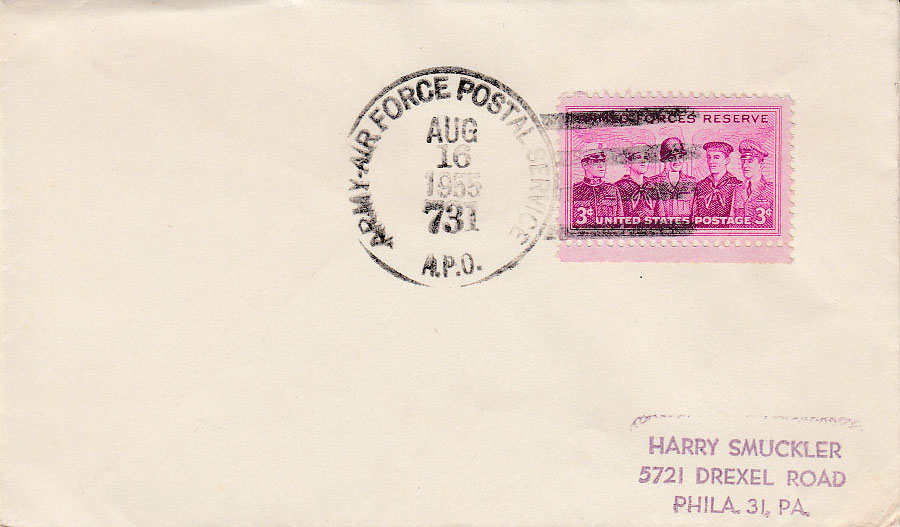 ARMY-AIR FORCE POSTAL SERVICE
AUG
16
1955
731
A.P.O.
FORCES RESERVE
3¢ UNITED STATES POSTAGE 3¢
HARRY SMUCKLER
5721 DREXEL ROAD
PHILA. 31, PA.